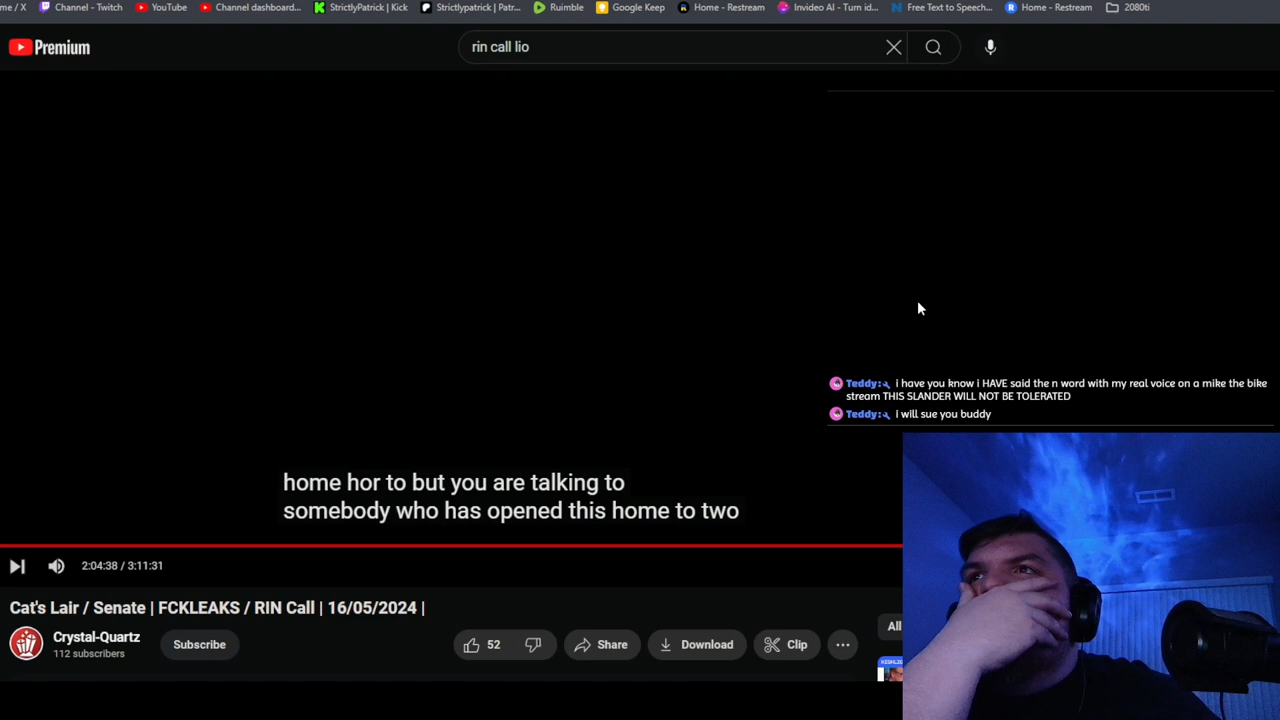 me / X Channel - Twitch YouTube Channel dashboard... StrictlyPatrick | Kick Strictlypatrick | Patr... Rumble Google Keep Home - Restream Invideo AI - Turn id... Free Text to Speech... Home - Restream 2080ti
Premium
rin call lio
Teddy: i have you know i HAVE said the n word with my real voice on a mike the bike
stream THIS SLANDER WILL NOT BE TOLERATED
Teddy: i will sue you buddy
home hor to but you are talking to
somebody who has opened this home to two
2:04:38 / 3:11:31
Cat's Lair / Senate | FCKLEAKS / RIN Call | 16/05/2024 |
Crystal-Quartz
112 subscribers
Subscribe
52
Share
Download
Clip
All